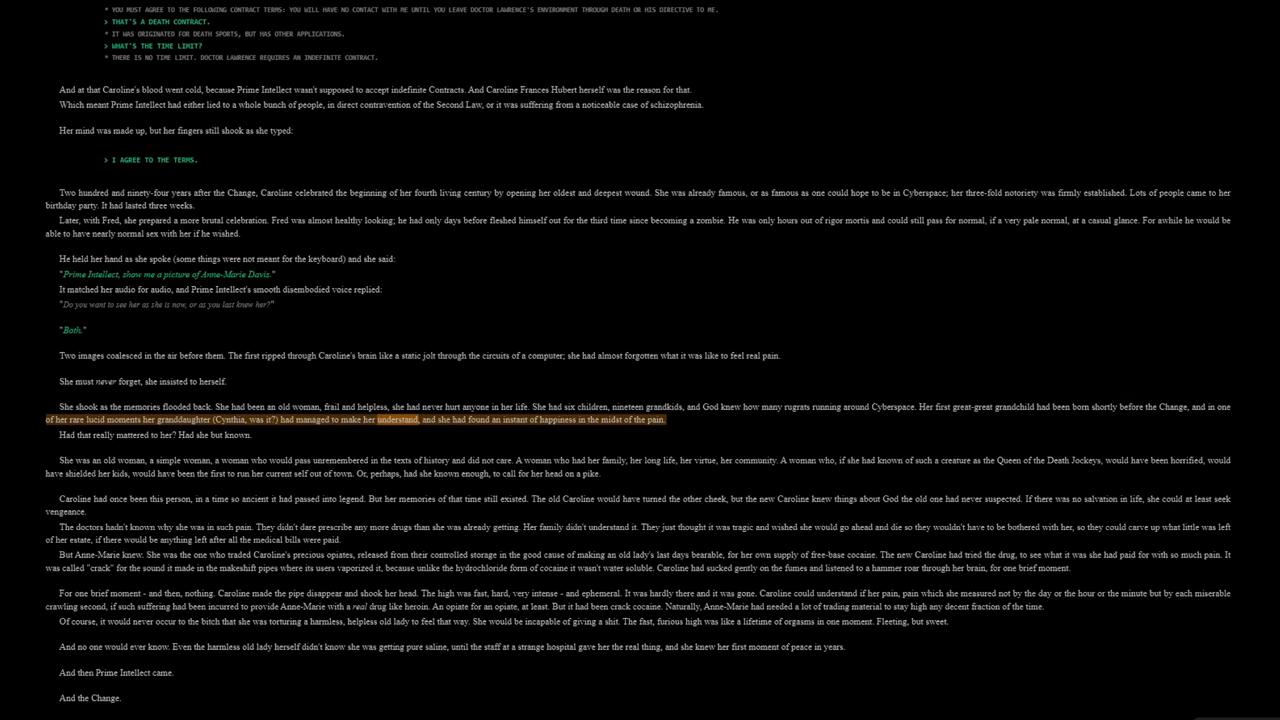 * YOU MUST AGREE TO THE FOLLOWING CONTRACT TERMS: YOU WILL HAVE NO CONTACT WITH ME UNTIL YOU LEAVE DOCTOR LAWRENCE'S ENVIRONMENT THROUGH DEATH OR HIS DIRECTIVE TO ME.
> THAT'S A DEATH CONTRACT.
* IT WAS ORIGINATED FOR DEATH SPORTS, BUT HAS OTHER APPLICATIONS.
> WHAT'S THE TIME LIMIT?
* THERE IS NO TIME LIMIT. DOCTOR LAWRENCE REQUIRES AN INDEFINITE CONTRACT.
And at that Caroline's blood went cold, because Prime Intellect wasn't supposed to accept indefinite Contracts. And Caroline Frances Hubert herself was the reason for that.
Which meant Prime Intellect had either lied to a whole bunch of people, in direct contravention of the Second Law, or it was suffering from a noticeable case of schizophrenia.
Her mind was made up, but her fingers still shook as she typed:
> I AGREE TO THE TERMS.
Two hundred and ninety-four years after the Change, Caroline celebrated the beginning of her fourth living century by opening her oldest and deepest wound. She was already famous, or as famous as one could hope to be in Cyberspace; her three-fold notoriety was firmly established. Lots of people came to her
birthday party. It had lasted three weeks.
Later, with Fred, she prepared a more brutal celebration. Fred was almost healthy looking; he had only days before fleshed himself out for the third time since becoming a zombie. He was only hours out of rigor mortis and could still pass for normal, if a very pale normal, at a casual glance. For awhile he would be
able to have nearly normal sex with her if he wished.
He held her hand as she spoke (some things were not meant for the keyboard) and she said:
"Prime Intellect, show me a picture of Anne-Marie Davis."
It matched her audio for audio, and Prime Intellect's smooth disembodied voice replied:
"Do you want to see her as she is now, or as you last knew her?"
"Both."
Two images coalesced in the air before them. The first ripped through Caroline's brain like a static jolt through the circuits of a computer; she had almost forgotten what it was like to feel real pain.
She must never forget, she insisted to herself.
She shook as the memories flooded back. She had been an old woman, frail and helpless, she had never hurt anyone in her life. She had six children, nineteen grandkids, and God knew how many rugrats running around Cyberspace. Her first great-great grandchild had been born shortly before the Change, and in one
of her rare lucid moments her granddaughter (Cynthia, was it?) had managed to make her understand, and she had found an instant of happiness in the midst of the pain.
Had that really mattered to her? Had she but known.
She was an old woman, a simple woman, a woman who would pass unremembered in the texts of history and did not care. A woman who had her family, her long life, her virtue, her community. A woman who, if she had known of such a creature as the Queen of the Death Jockeys, would have been horrified, would
have shielded her kids, would have been the first to run her current self out of town. Or, perhaps, had she known enough, to call for her head on a pike.
Caroline had once been this person, in a time so ancient it had passed into legend. But her memories of that time still existed. The old Caroline would have turned the other cheek, but the new Caroline knew things about God the old one had never suspected. If there was no salvation in life, she could at least seek
vengeance.
The doctors hadn't known why she was in such pain. They didn't dare prescribe any more drugs than she was already getting. Her family didn't understand it. They just thought it was tragic and wished she would go ahead and die so they wouldn't have to be bothered with her, so they could carve up what little was left
of her estate, if there would be anything left after all the medical bills were paid.
But Anne-Marie knew. She was the one who traded Caroline's precious opiates, released from their controlled storage in the good cause of making an old lady's last days bearable, for her own supply of free-base cocaine. The new Caroline had tried the drug, to see what it was she had paid for with so much pain. It
was called "crack" for the sound it made in the makeshift pipes where its users vaporized it, because unlike the hydrochloride form of cocaine it wasn't water soluble. Caroline had sucked gently on the fumes and listened to a hammer roar through her brain, for one brief moment.
For one brief moment - and then, nothing. Caroline made the pipe disappear and shook her head. The high was fast, hard, very intense - and ephemeral. It was hardly there and it was gone. Caroline could understand if her pain, pain which she measured not by the day or the hour or the minute but by each miserable
crawling second, if such suffering had been incurred to provide Anne-Marie with a real drug like heroin. An opiate for an opiate, at least. But it had been crack cocaine. Naturally, Anne-Marie had needed a lot of trading material to stay high any decent fraction of the time.
Of course, it would never occur to the bitch that she was torturing a harmless, helpless old lady to feel that way. She would be incapable of giving a shit. The fast, furious high was like a lifetime of orgasms in one moment. Fleeting, but sweet.
And no one would ever know. Even the harmless old lady herself didn't know she was getting pure saline, until the staff at a strange hospital gave her the real thing, and she knew her first moment of peace in years.
And then Prime Intellect came.
And the Change.